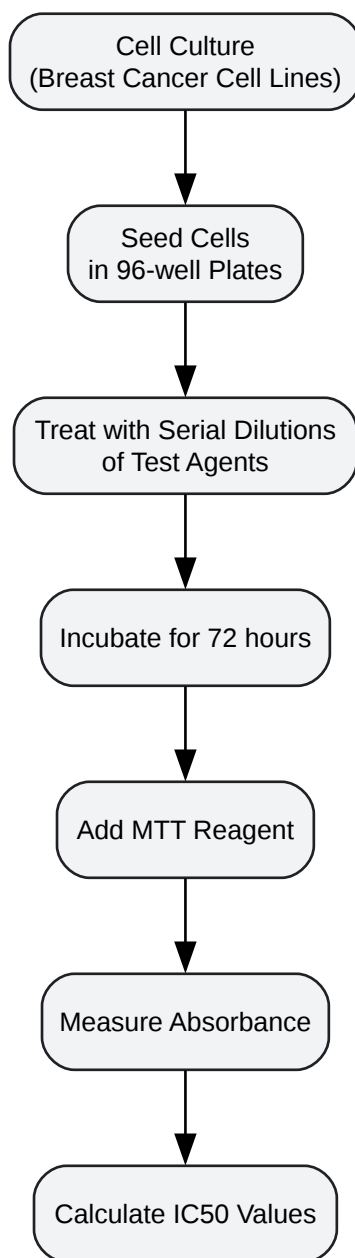 Cell Culture
(Breast Cancer Cell Lines)
Seed Cells
in 96-well Plates
Treat with Serial Dilutions
of Test Agents
Incubate for 72 hours
Add MTT Reagent
Measure Absorbance
Calculate IC50 Values